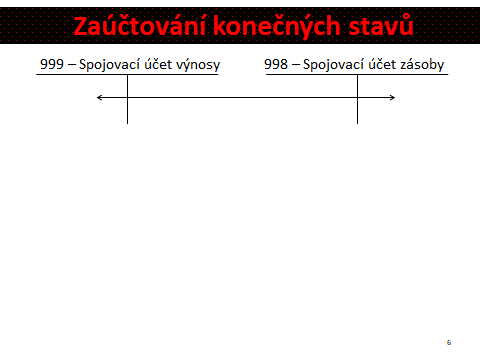 Zaúčtování konečných stavů
999 – Spojovací účet výnosy
998 – Spojovací účet zásoby
6